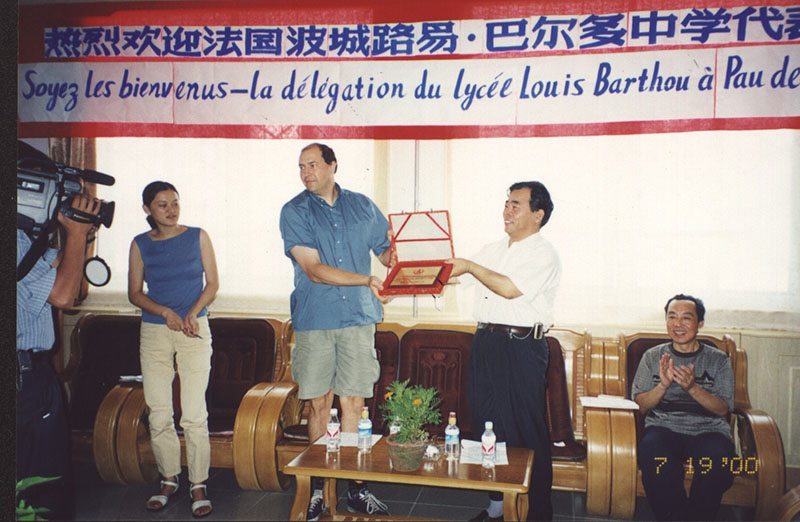 热烈欢迎法国波城路易·巴尔多中学代表
Soyez les bienvenus—la délégation du lycée Louis Barthou à Pau de
7 19 '00